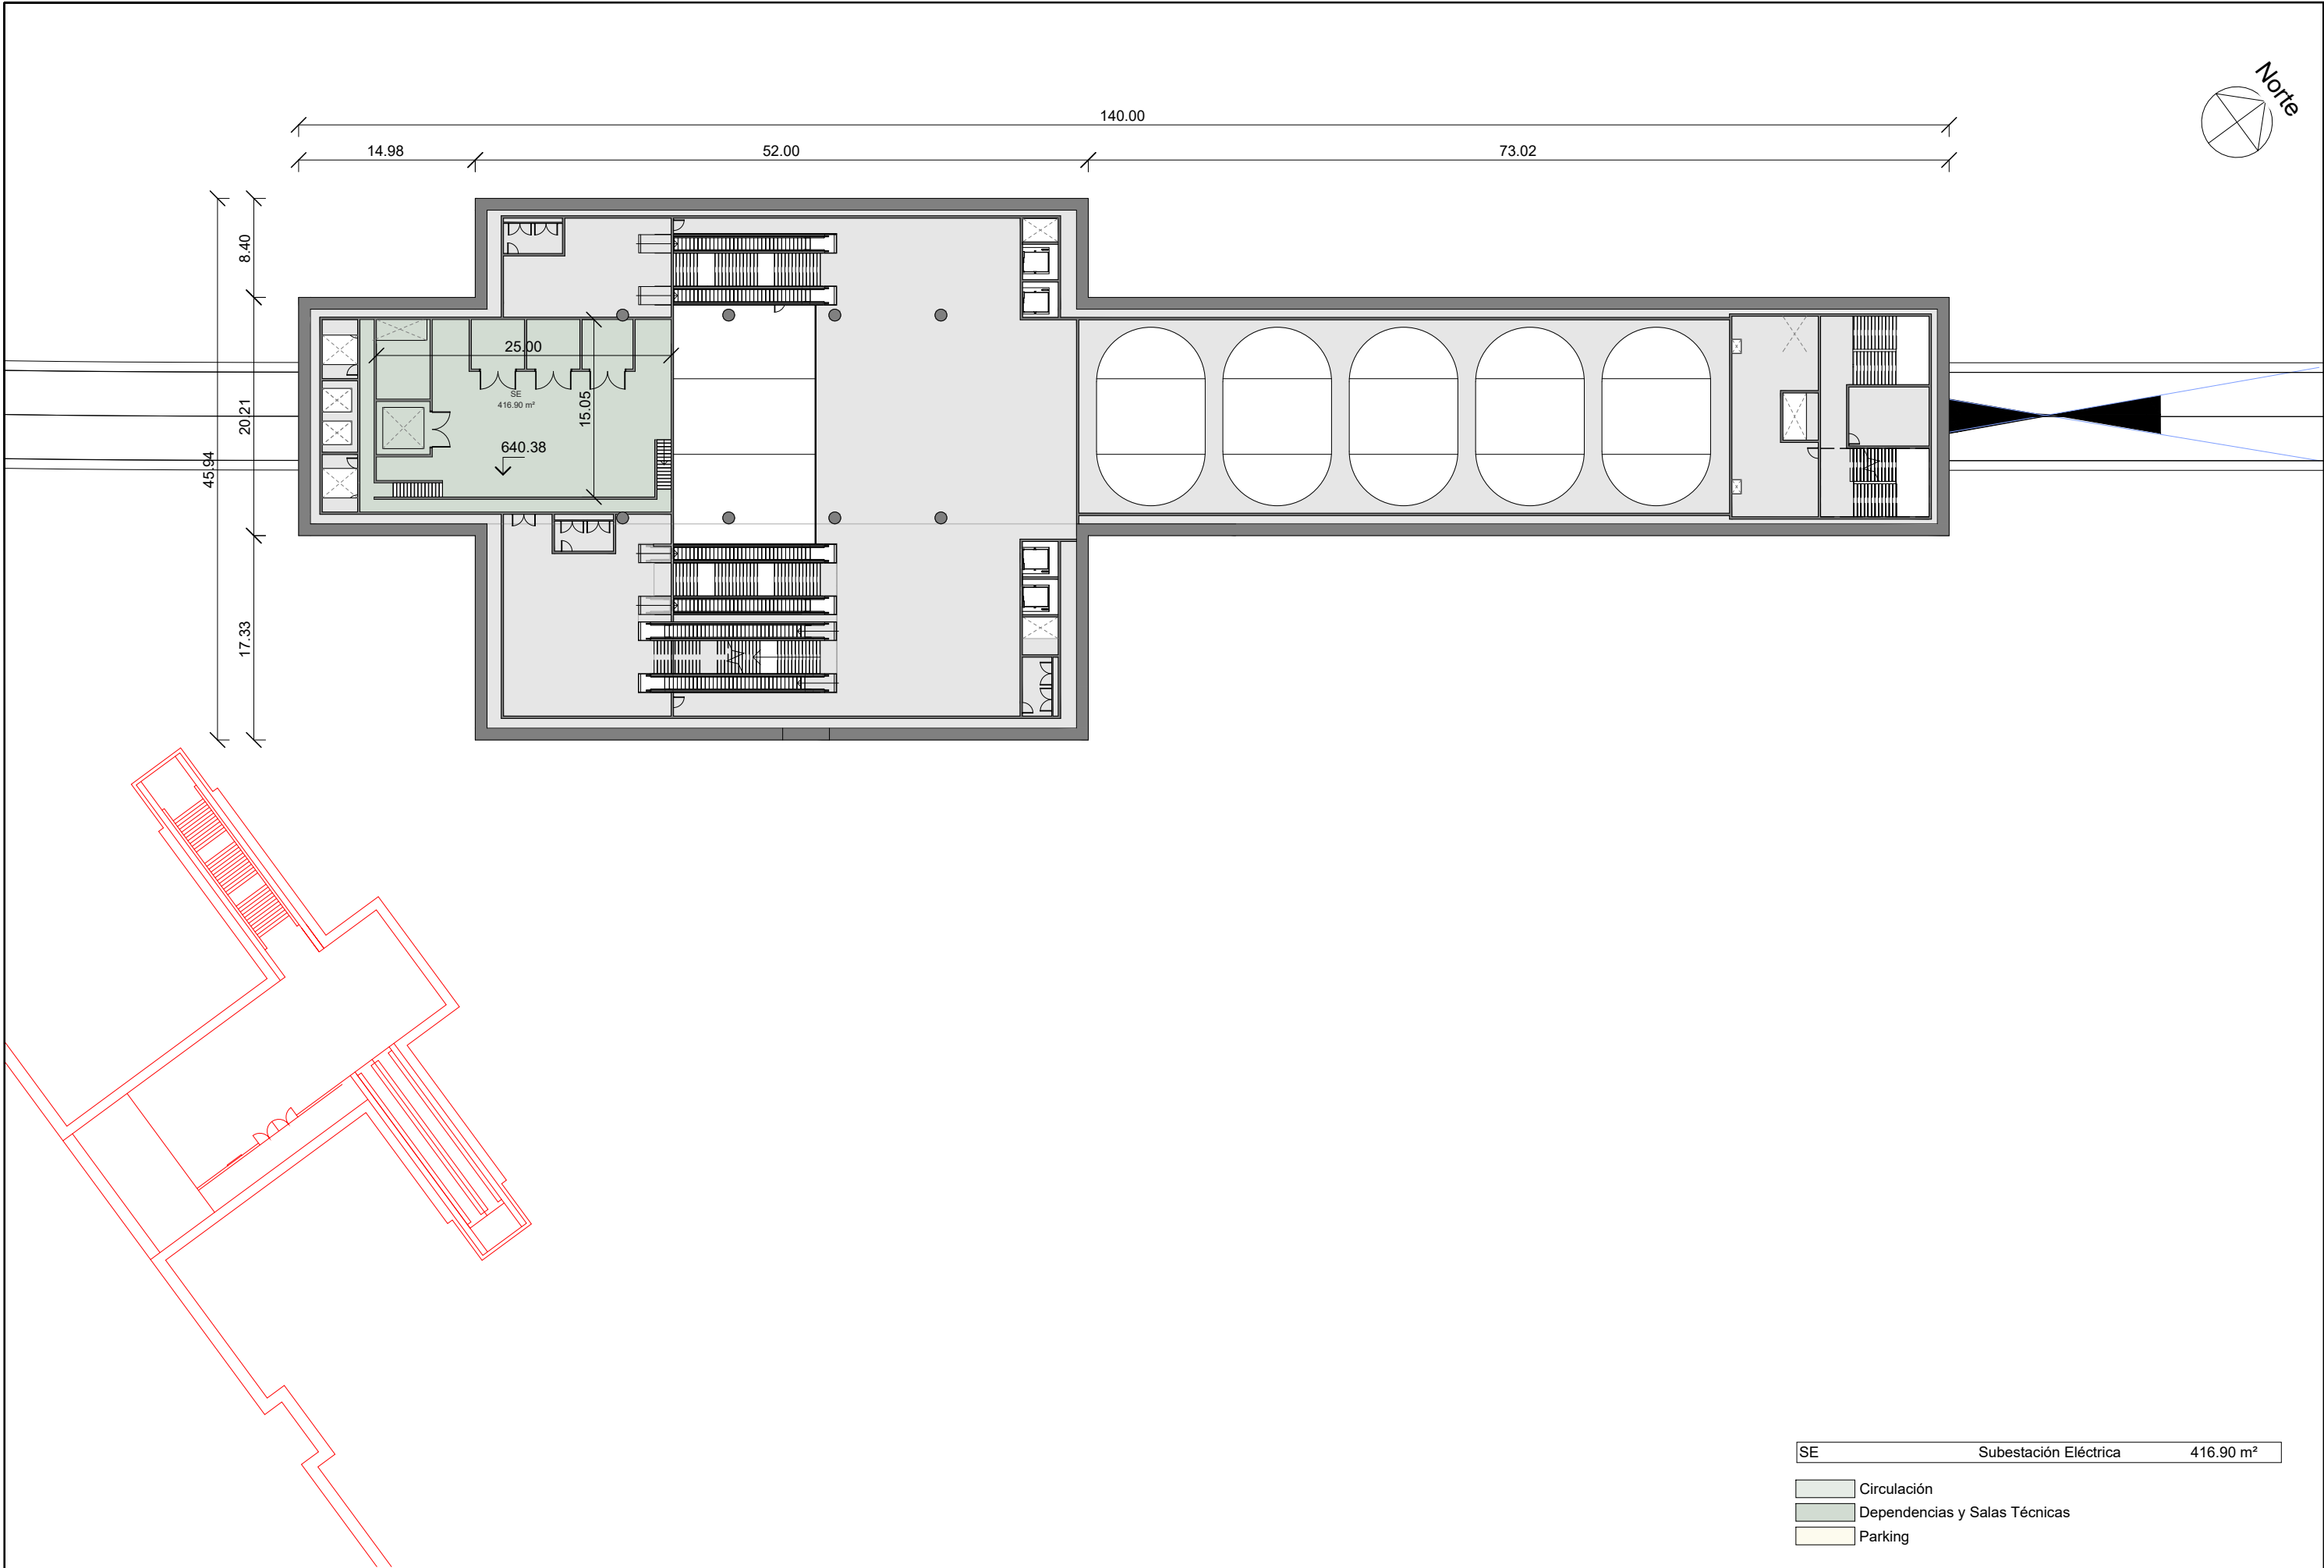 Norte
140.00
14.98
52.00
73.02
8.40
20.21
45.94
17.33
25.00
15.05
SE
416.90 m²
640.38
SE Subestación Eléctrica 416.90 m²
Circulación
Dependencias y Salas Técnicas
Parking